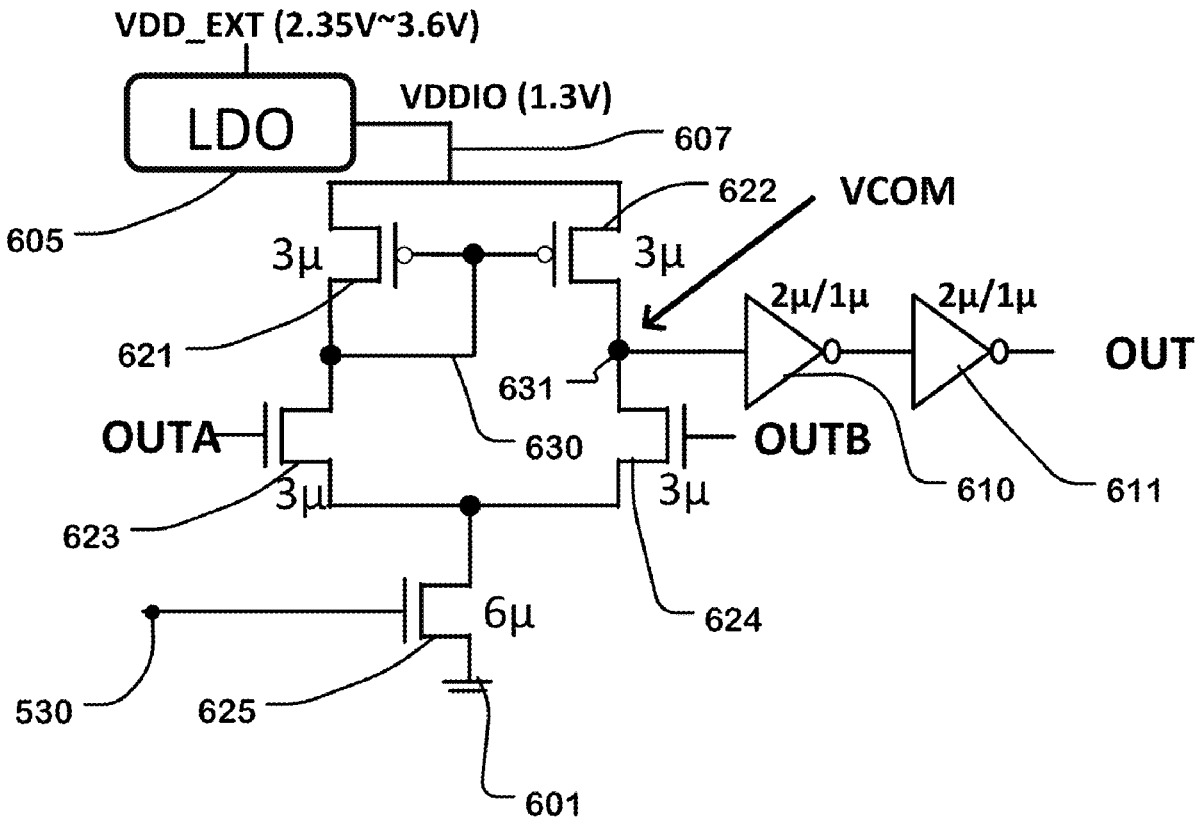 VDD_EXT (2.35V~3.6V)
LDO
VDDIO (1.3V)
607
605
622
VCOM
3μ
3μ
621
2μ/1μ
2μ/1μ
631
OUT
OUTA
630
OUTB
610
611
3μ
3μ
623
624
6μ
530
625
601